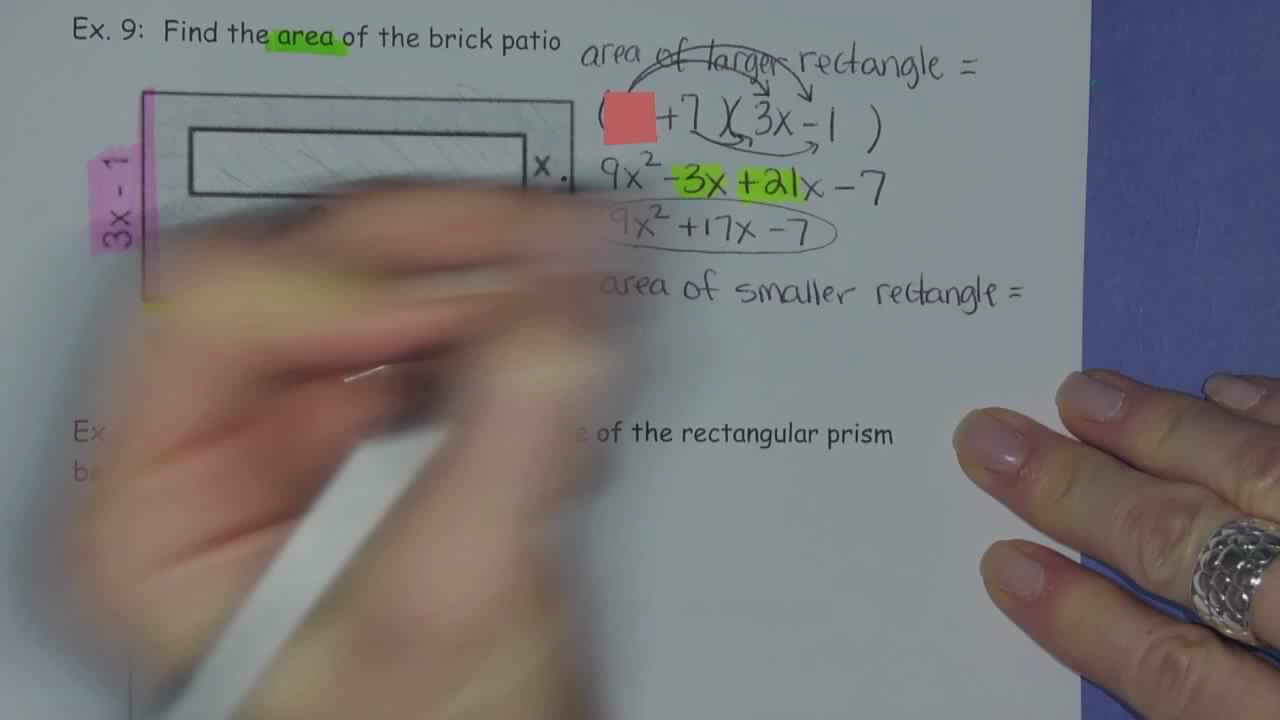 Ex. 9: Find the area of the brick patio
area of larger rectangle =
( +7)(3x-1)
3x - 1
x
9x² -3x +21x -7
9x² +17x -7
area of smaller rectangle =
Ex
of the rectangular prism